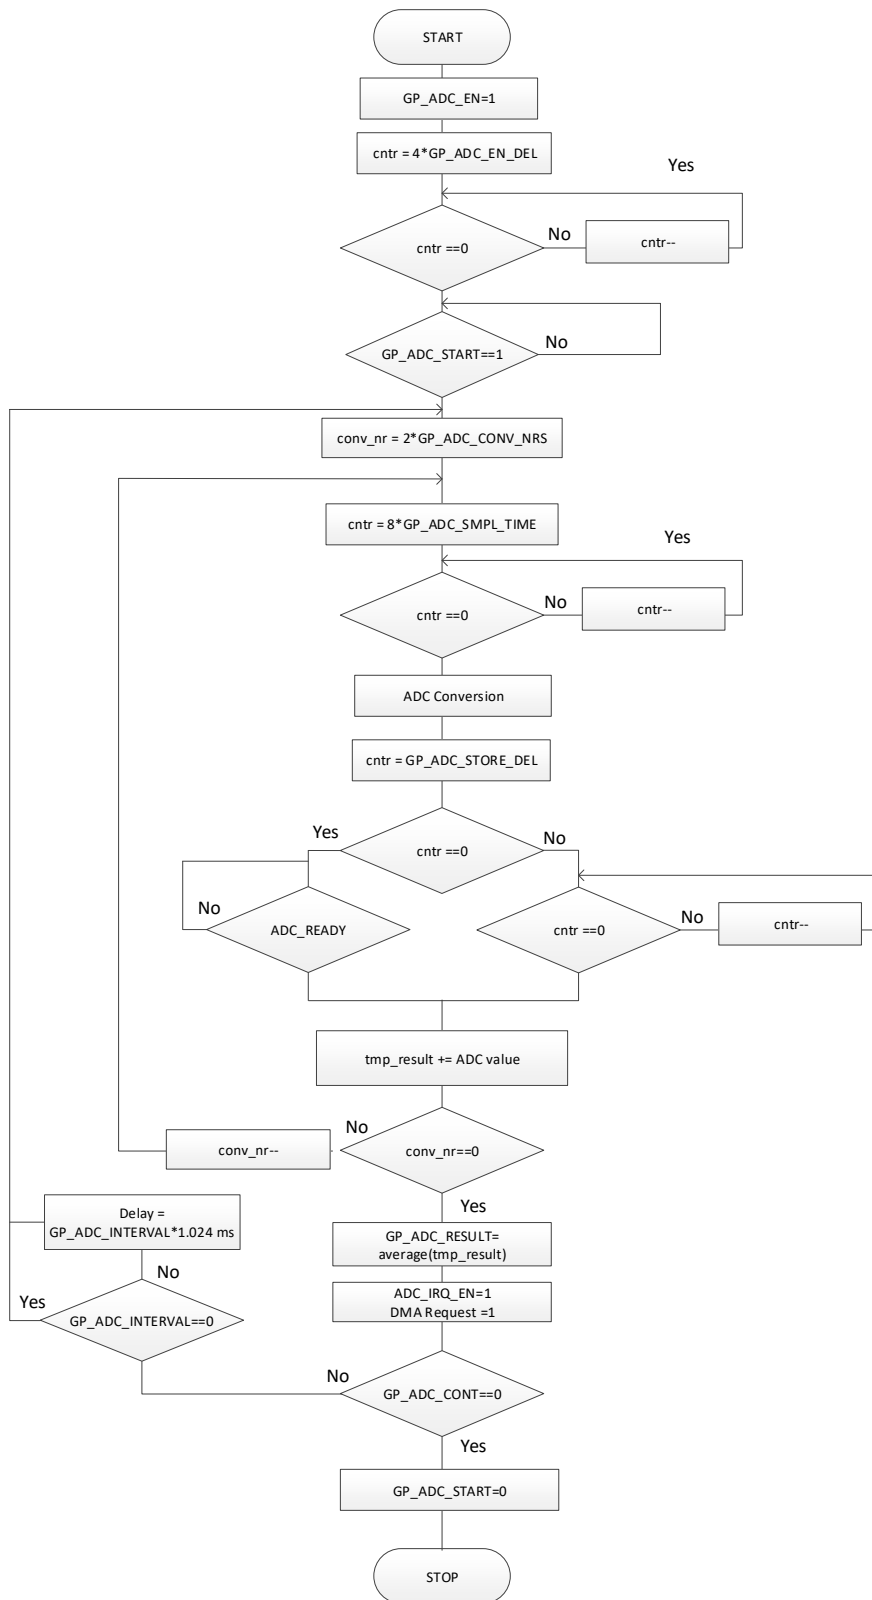 START
GP_ADC_EN=1
cntr = 4*GP_ADC_EN_DEL
Yes
cntr ==0
No
cntr--
GP_ADC_START==1
No
conv_nr = 2*GP_ADC_CONV_NRS
cntr = 8*GP_ADC_SMPL_TIME
Yes
cntr ==0
No
cntr--
ADC Conversion
cntr = GP_ADC_STORE_DEL
Yes
cntr ==0
No
No
ADC_READY
cntr ==0
No
cntr--
tmp_result += ADC value
conv_nr--
No
conv_nr==0
Yes
Delay =
GP_ADC_INTERVAL*1.024 ms
GP_ADC_RESULT=
average(tmp_result)
No
ADC_IRQ_EN=1
DMA Request =1
Yes
GP_ADC_INTERVAL==0
No
GP_ADC_CONT==0
Yes
GP_ADC_START=0
STOP